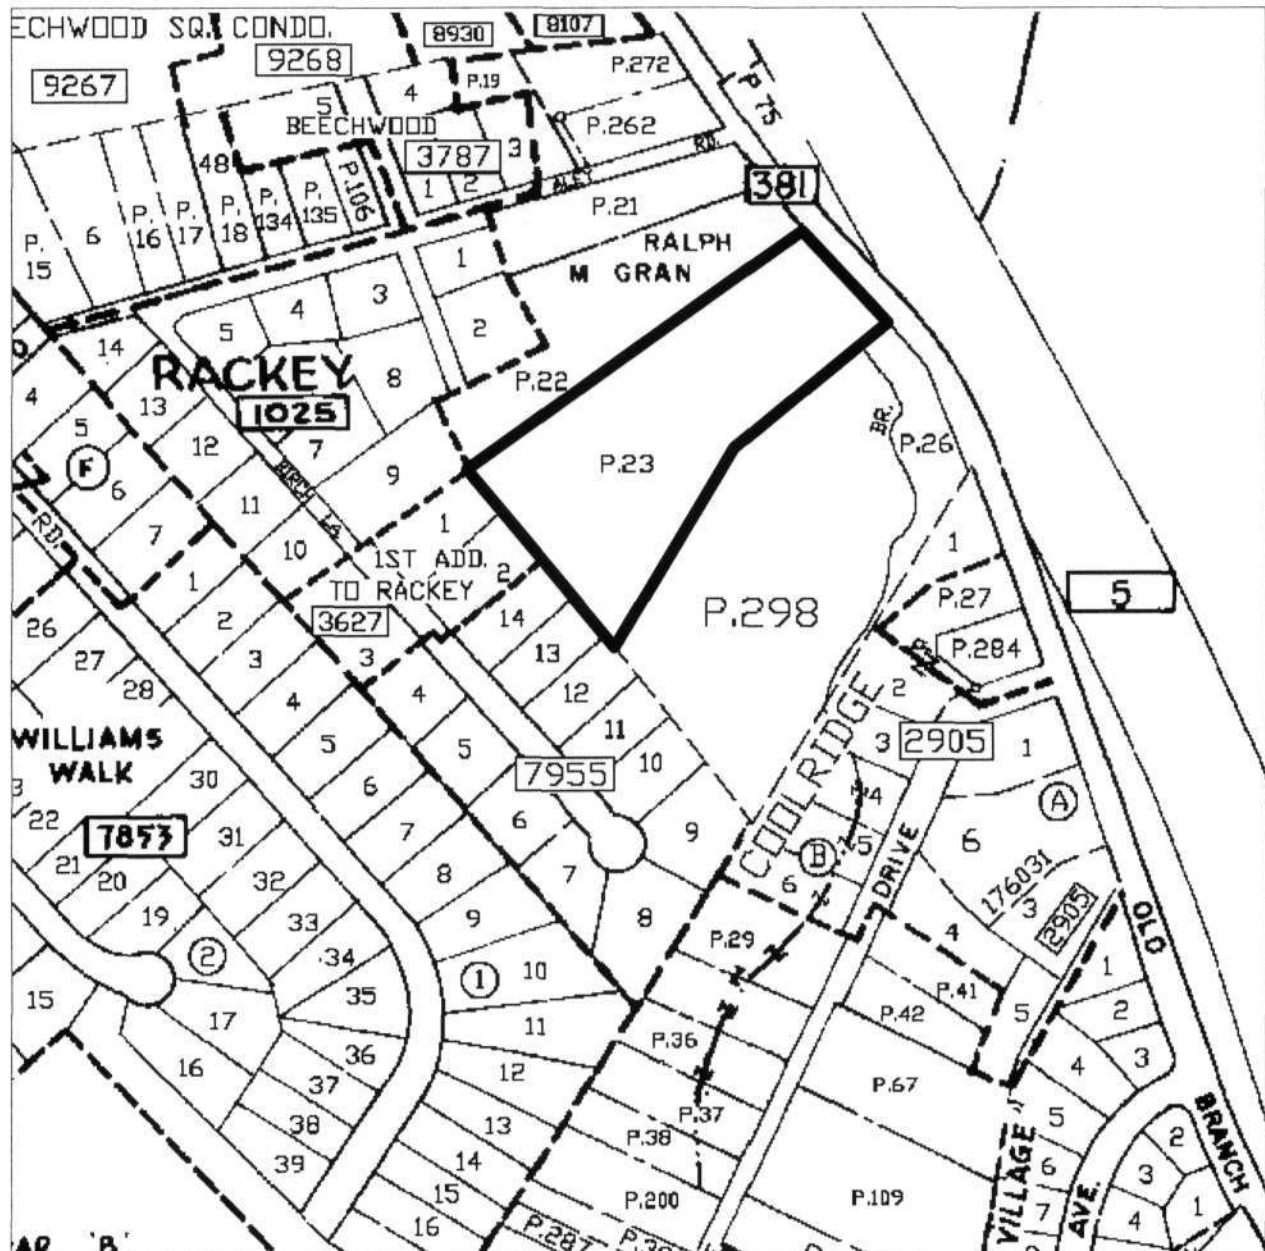 ECHWOOD SQ. CONDO.
8930
8107
9267
9268
P.272
P.19
4
5
P.75
BEECHWOOD
P.262
RD.
3787
3
48
ALEY
381
1
2
P.106
P.
135
P.
134
P.
18
P.
17
P.
16
6
P.
15
P.21
RALPH
M GRAN
1
3
4
5
2
14
RACKEY
8
P.22
4
1025
13
BR.
5
7
12
P.26
F
9
P.23
6
BIRCH LA.
11
RD.
7
1
10
1
1ST ADD.
TO RACKEY
2
5
1
P.27
2
P.298
3627
14
26
P.284
3
3
13
27
28
4
4
12
2
WILLIAMS
WALK
5
5
11
3
2905
1
COOLRIDGE
30
6
7955
10
4
A
22
7853
31
7
6
9
5
6
B
DRIVE
21
20
32
8
7
6
176031
19
33
9
8
3
2905
OLD
2
34
P.29
4
1
10
1
35
P.41
15
17
11
P.42
5
2
36
P.36
3
16
12
4
37
P.67
P.37
38
13
P.38
5
BRANCH
2
39
14
6
3
VILLAGE
15
P.200
P.109
7
AVE.
1
16
P.287
4
'B'